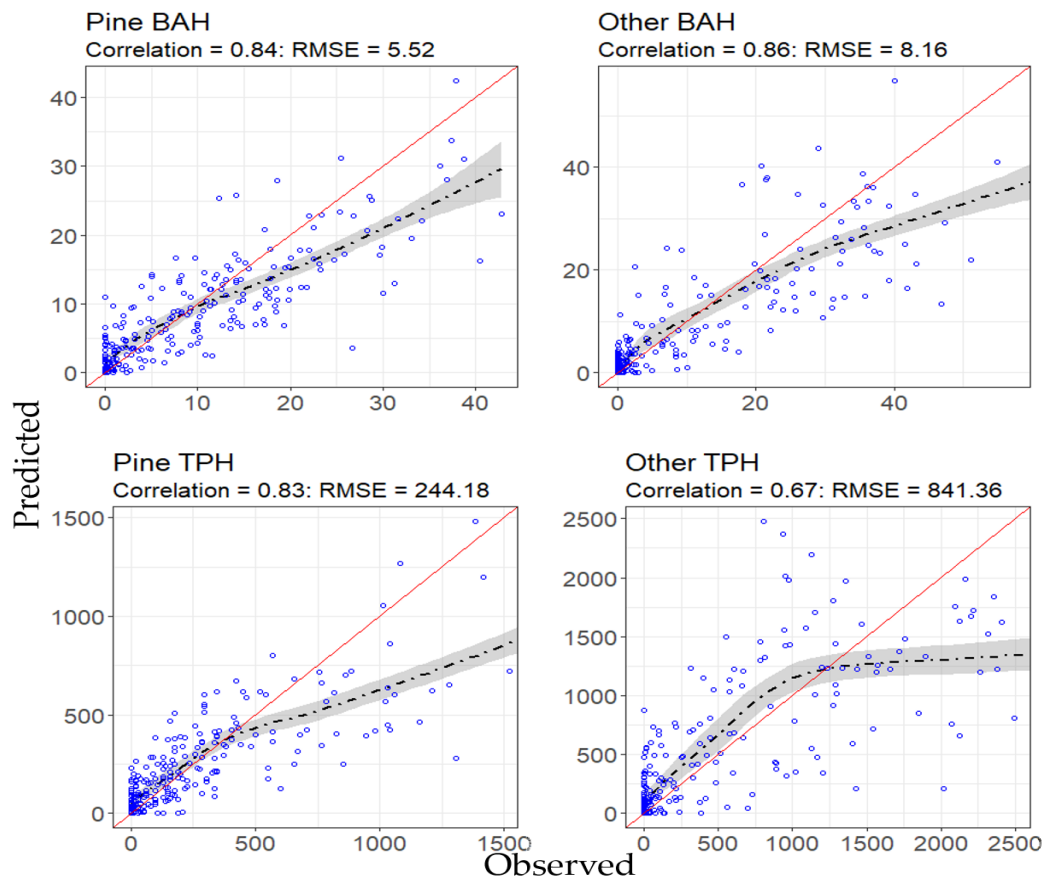 Pine BAH
Correlation = 0.84: RMSE = 5.52
Other BAH
Correlation = 0.86: RMSE = 8.16
40
30
20
10
0
0 10 20 30 40
40
20
0
0 20 40
Predicted
Pine TPH
Correlation = 0.83: RMSE = 244.18
Other TPH
Correlation = 0.67: RMSE = 841.36
1500
1000
500
0
0 500 1000 1500
2500
2000
1500
1000
500
0
0 500 1000 1500 2000 2500
Observed